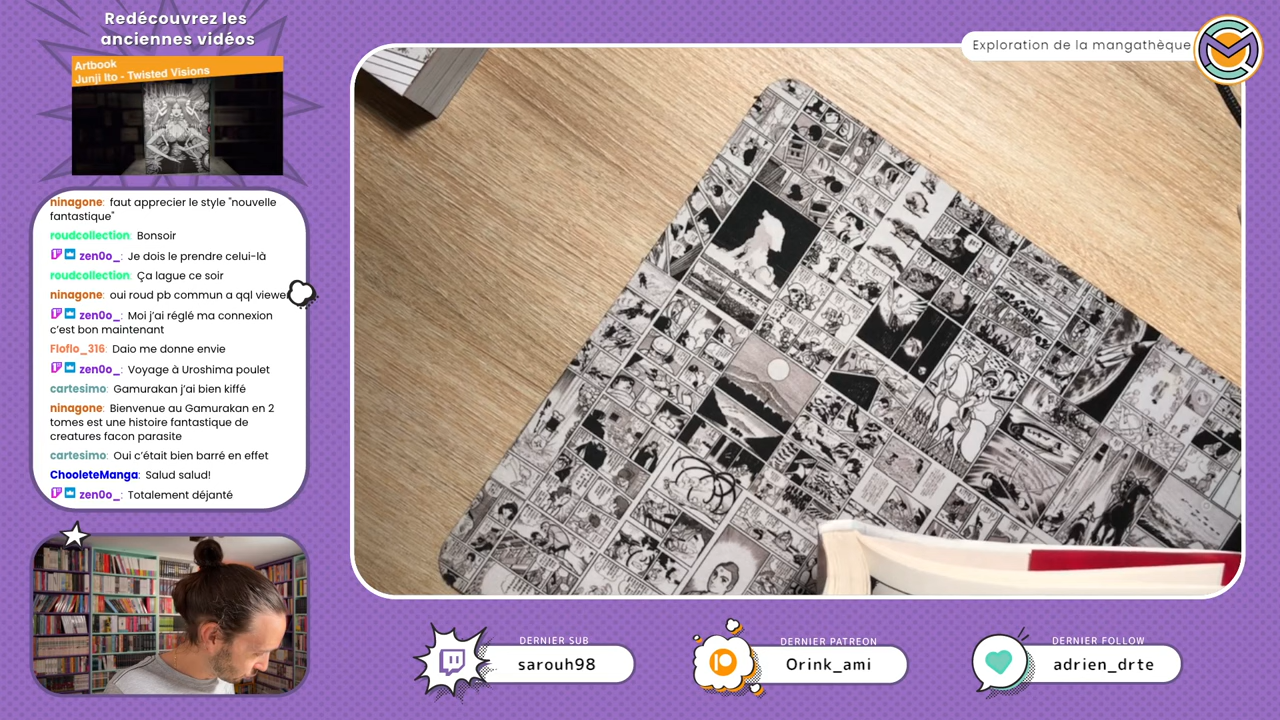 Redécouvrez les
anciennes vidéos
Artbook
Junji Ito - Twisted Visions
ninagone: faut apprecier le style "nouvelle
fantastique"
roudcollection: Bonsoir
zen0o_: Je dois le prendre celui-là
roudcollection: Ça lague ce soir
ninagone: oui roud pb commun a qql viewe
zen0o_: Moi j'ai réglé ma connexion
c'est bon maintenant
Floflo_316: Daio me donne envie
zen0o_: Voyage à Uroshima poulet
cartesimo: Gamurakan j'ai bien kiffé
ninagone: Bienvenue au Gamurakan en 2
tomes est une histoire fantastique de
creatures facon parasite
cartesimo: Oui c'était bien barré en effet
ChooleteManga: Salud salud!
zen0o_: Totalement déjanté
Exploration de la mangathèque
DERNIER SUB
sarouh98
DERNIER PATREON
Orink_ami
DERNIER FOLLOW
adrien_drte